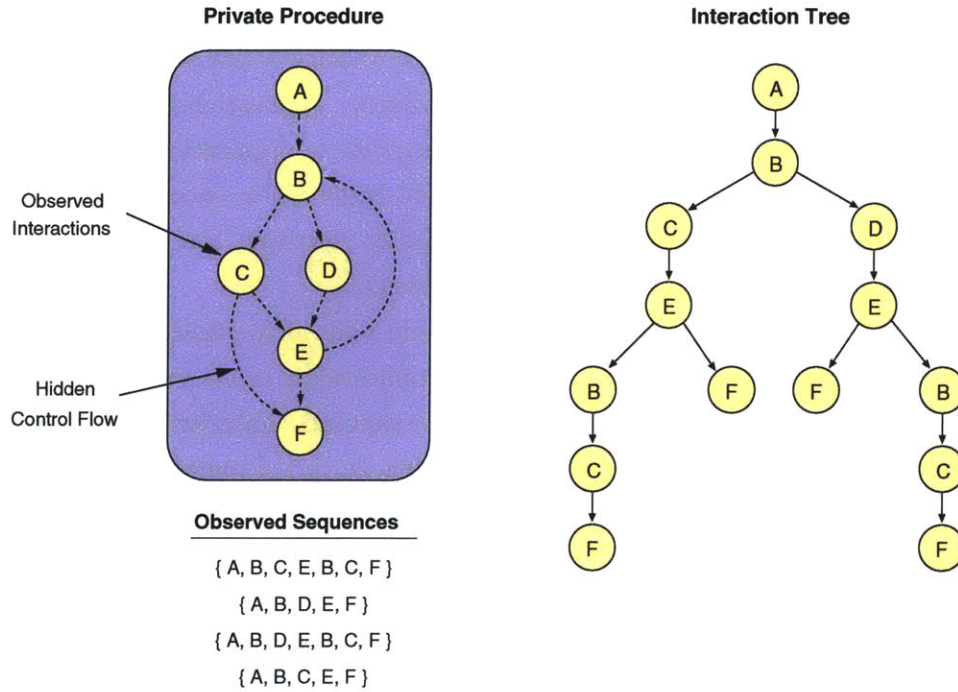 Private Procedure
A
B
C
D
E
F
Observed
Interactions
Hidden
Control Flow
Observed Sequences
{ A, B, C, E, B, C, F }
{ A, B, D, E, F }
{ A, B, D, E, B, C, F }
{ A, B, C, E, F }
Interaction Tree
A
B
C
D
E
E
B
F
F
B
C
C
F
F